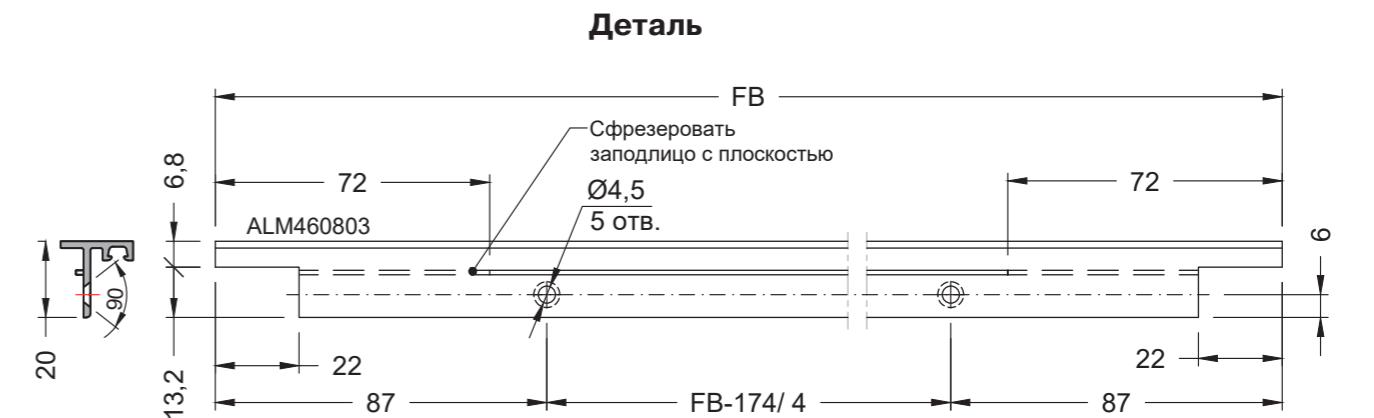 Деталь
FB
Сфрезеровать
заподлицо с плоскостью
6,8
72
72
Ø4,5
5 отв.
ALM460803
6
90
20
13,2
22
22
87
FB-174/ 4
87